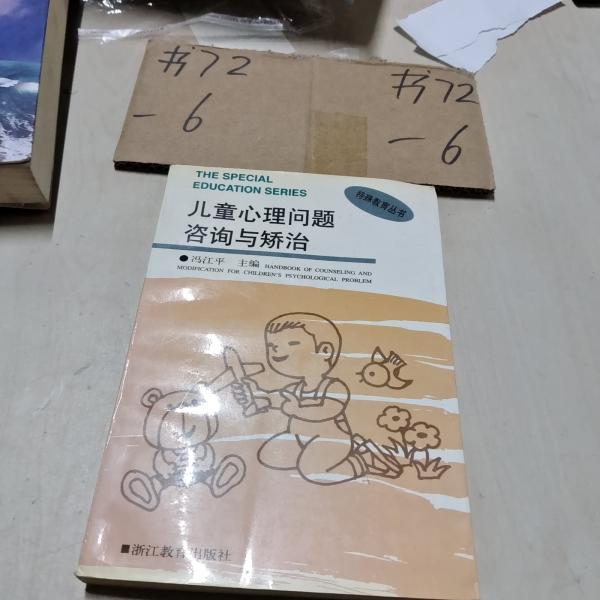 书72
-6
书72
-6
THE SPECIAL
EDUCATION SERIES
特殊教育丛书
儿童心理问题
咨询与矫治
●冯江平 主编 HANDBOOK OF COUNSELING AND
MODIFICATION FOR CHILDREN'S PSYCHOLOGICAL PROBLEM
■浙江教育出版社